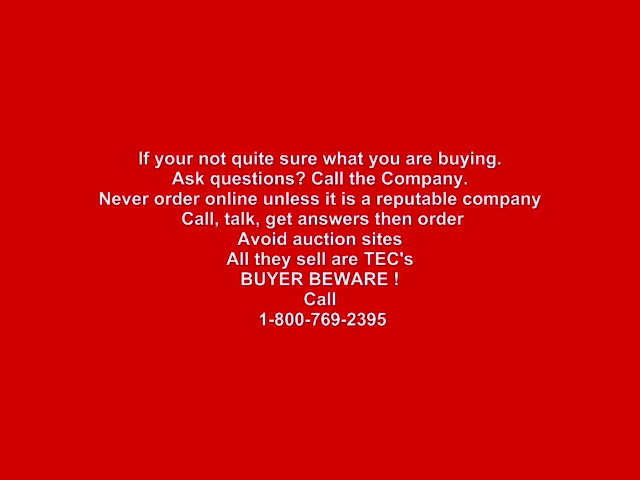 If your not quite sure what you are buying.
Ask questions? Call the Company.
Never order online unless it is a reputable company
Call, talk, get answers then order
Avoid auction sites
All they sell are TEC's
BUYER BEWARE !
Call
1-800-769-2395